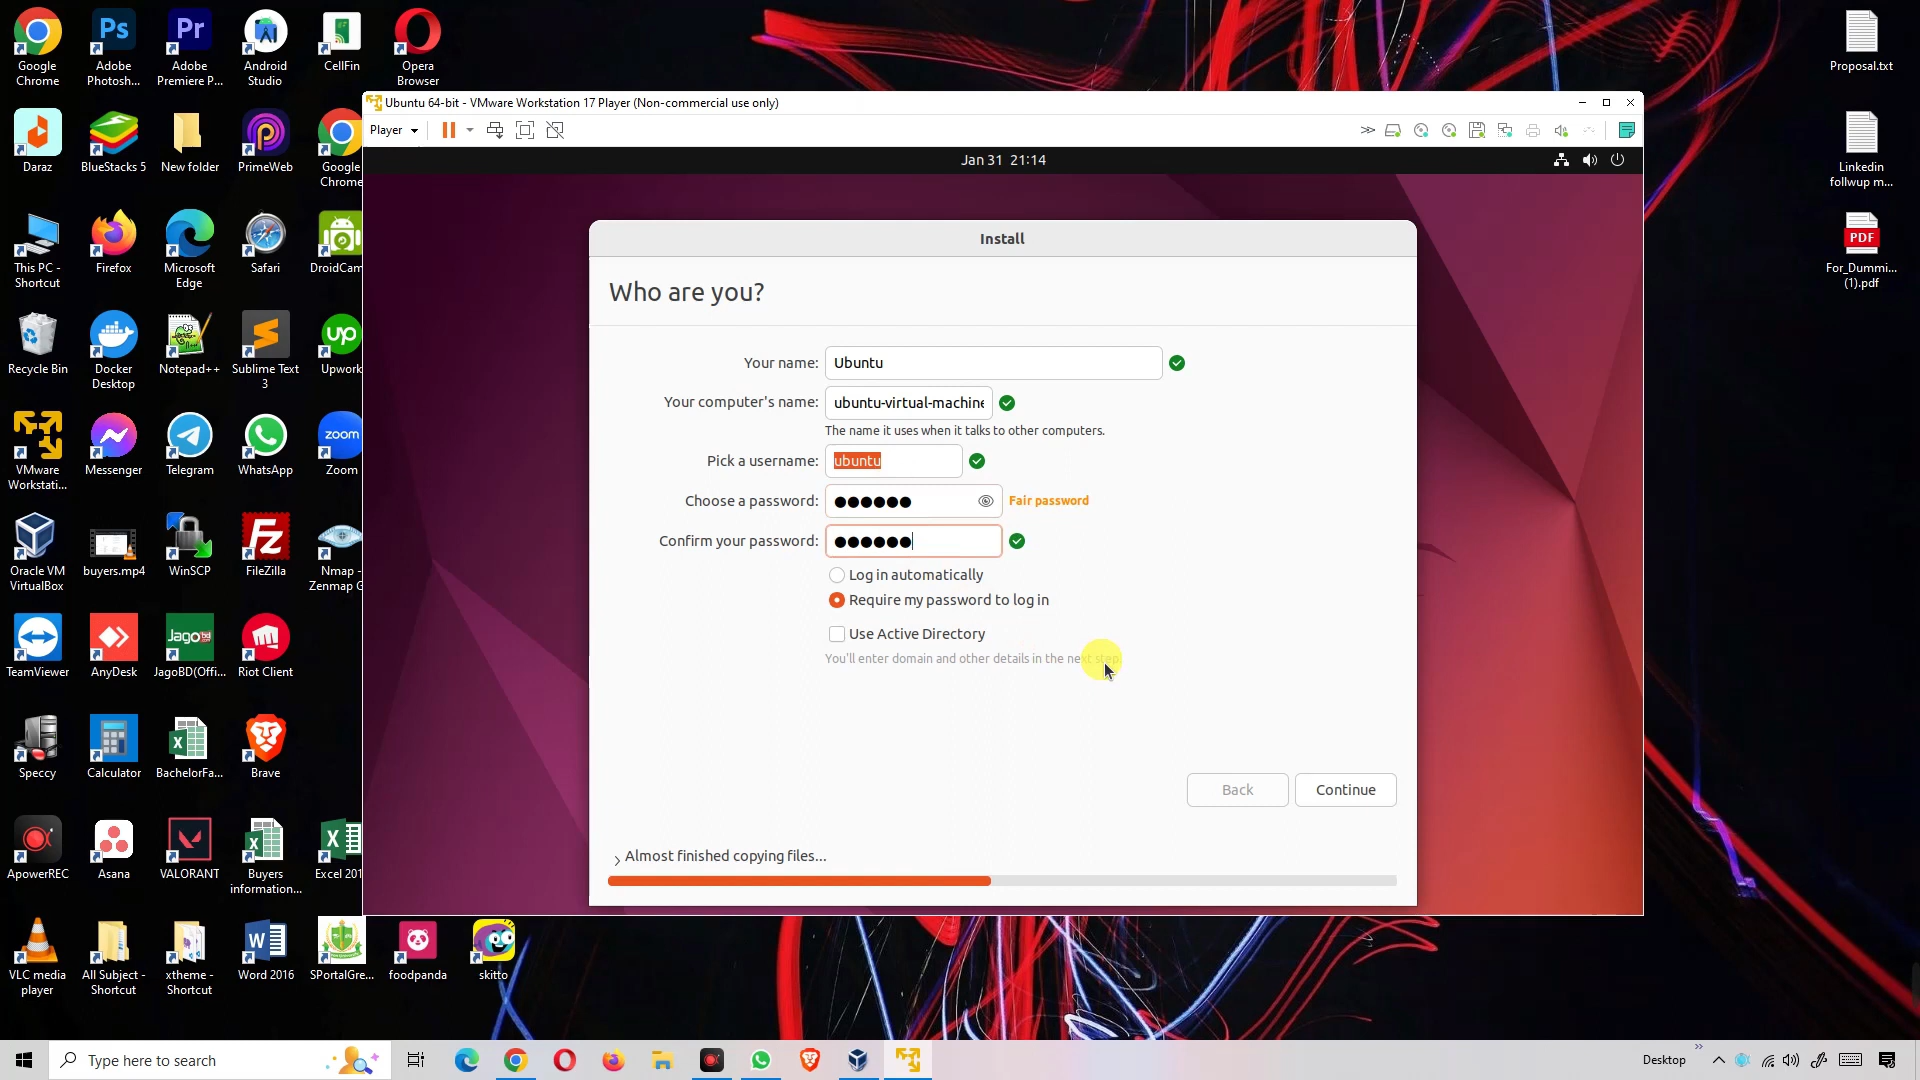 Google Chrome
Adobe Photosh...
Adobe Premiere P...
Android Studio
CellFin
Opera Browser
Proposal.txt
Ubuntu 64-bit - VMware Workstation 17 Player (Non-commercial use only)
Player
Daraz
BlueStacks 5
New folder
PrimeWeb
Google Chrome
Linkedin follwup m...
Jan 31 21:14
Install
This PC - Shortcut
Firefox
Microsoft Edge
Safari
DroidCam
PDF
For_Dummi... (1).pdf
Who are you?
Your name: Ubuntu
Your computer's name: ubuntu-virtual-machine
The name it uses when it talks to other computers.
Pick a username: ubuntu
Choose a password: ●●●●●● Fair password
Confirm your password: ●●●●●●
Log in automatically
Require my password to log in
Use Active Directory
You'll enter domain and other details in the next step.
Back
Continue
Almost finished copying files...
Recycle Bin
Docker Desktop
Notepad++
Sublime Text 3
Upwork
VMware Workstati...
Messenger
Telegram
WhatsApp
zoom
Zoom
Oracle VM VirtualBox
buyers.mp4
WinSCP
FileZilla
Nmap - Zenmap G
TeamViewer
AnyDesk
JagoBD(Offi...
Riot Client
Speccy
Calculator
BachelorFa...
Brave
ApowerREC
Asana
VALORANT
Buyers informatiom...
Excel 201
VLC media player
All Subject - Shortcut
xtheme - Shortcut
Word 2016
SPortalGre...
foodpanda
skitto
Type here to search
Desktop